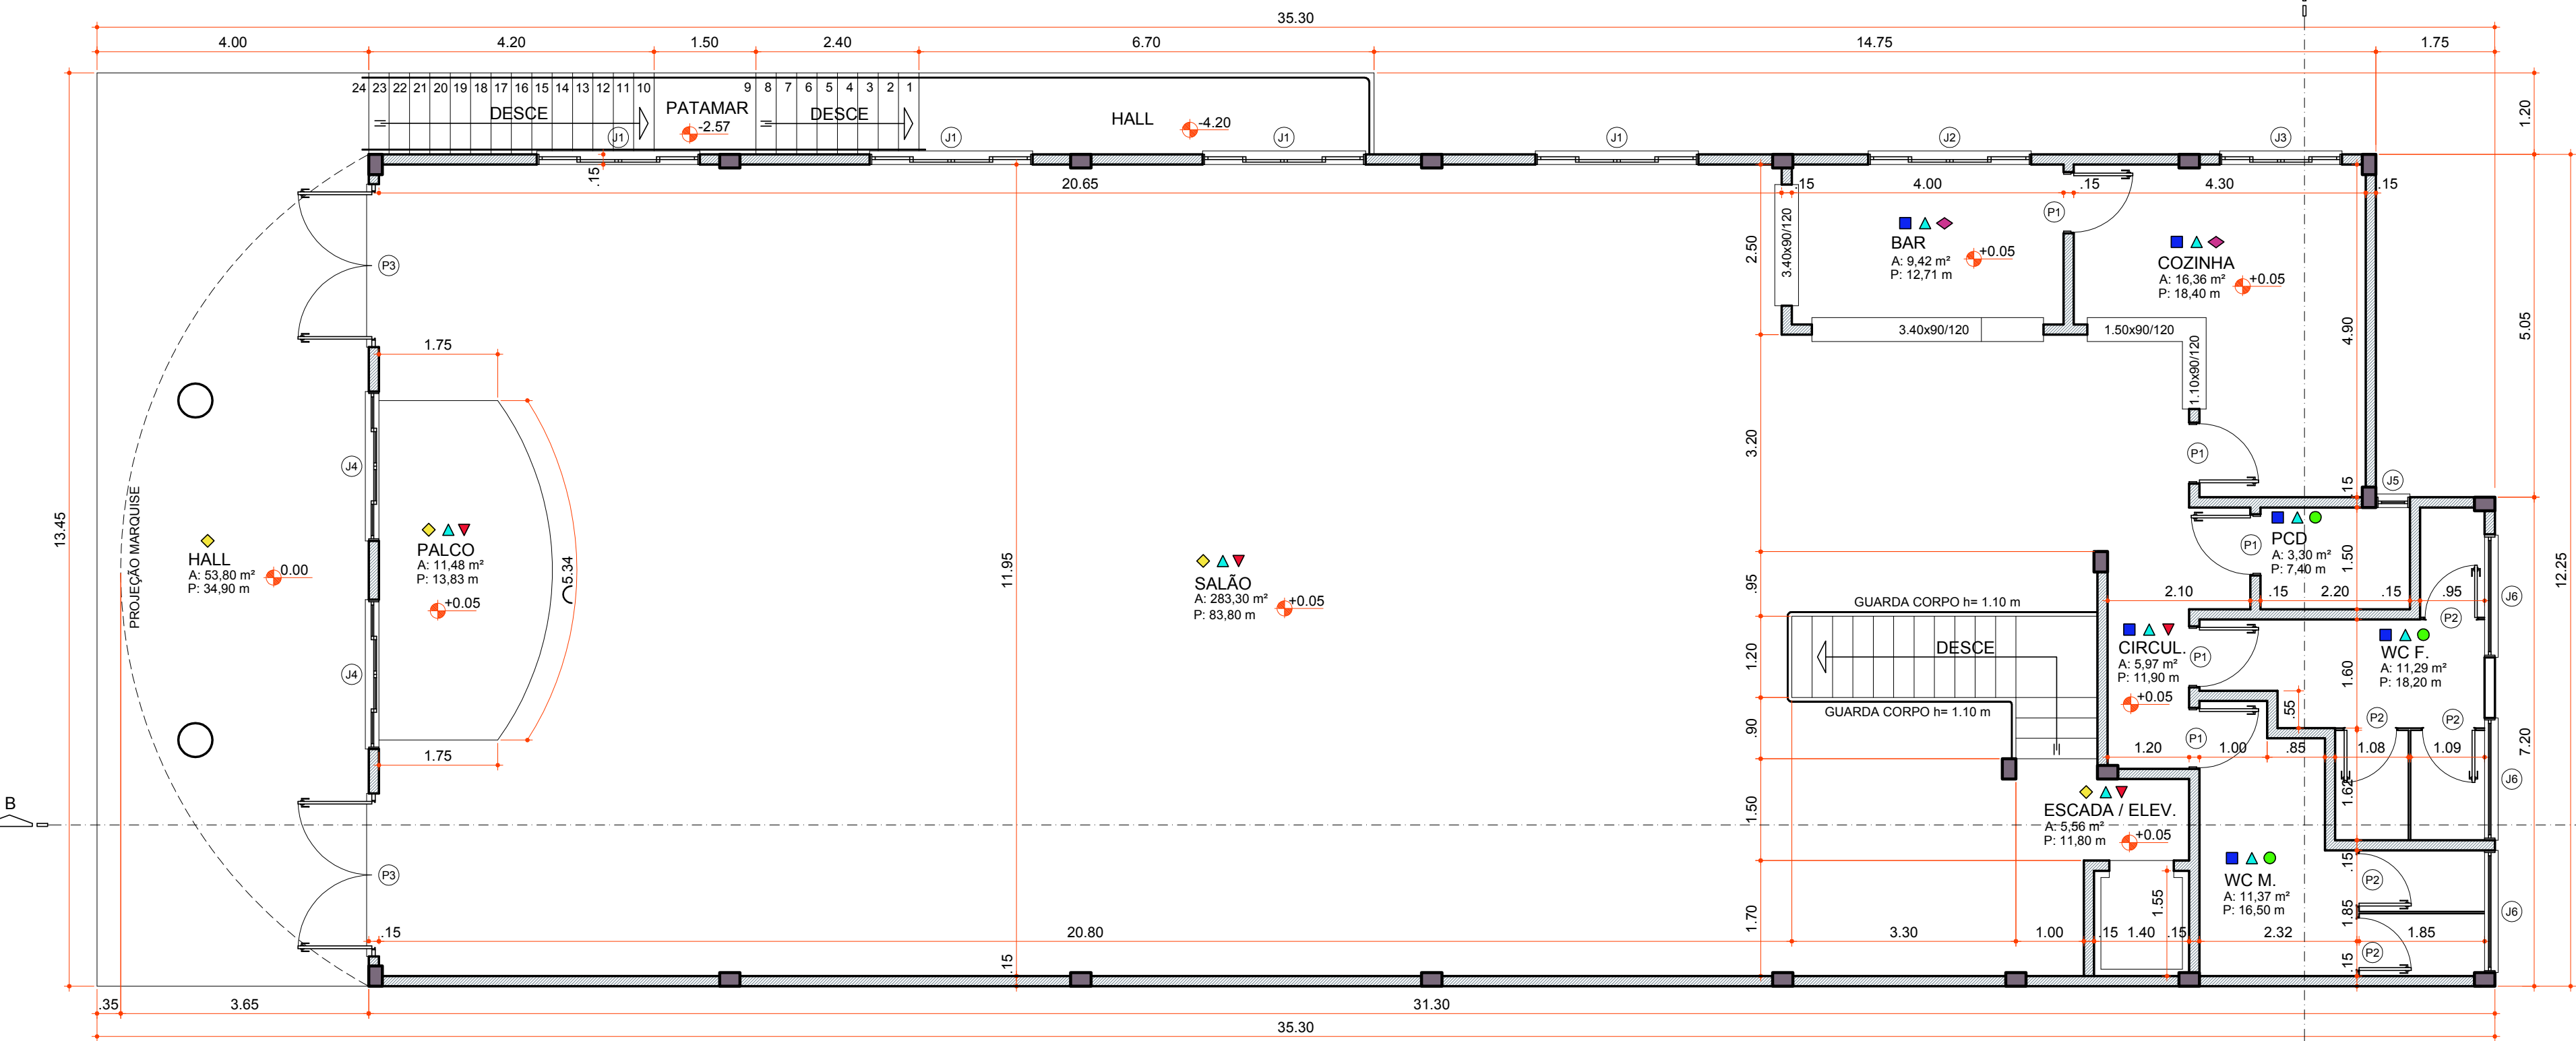 35.30
4.00 4.20 1.50 2.40 6.70 14.75 1.75
24 23 22 21 20 19 18 17 16 15 14 13 12 11 10 9 8 7 6 5 4 3 2 1
DESCE
PATAMAR
-2.57
DESCE
HALL
-4.20
1.20
J1 J1 J1 J1 J2 J3
.15
20.65
.15 4.00 .15 4.30 .15
P3
P1
3.40x90/120
2.50
BAR
A: 9,42 m²
P: 12,71 m
+0.05
COZINHA
A: 16,36 m²
P: 18,40 m
+0.05
3.40x90/120
1.50x90/120
1.10x90/120
4.90
5.05
1.75
3.20
P1
J4
.15
J5
13.45
PROJEÇÃO MARQUISE
HALL
A: 53,80 m²
P: 34,90 m
0.00
PALCO
A: 11,48 m²
P: 13,83 m
+0.05
5.34
11.95
SALÃO
A: 283,30 m²
P: 83,80 m
+0.05
P1
PCD
A: 3,30 m²
P: 7,40 m
1.50
12.25
.95
2.10 .15 2.20 .15 .95
J6
P2
GUARDA CORPO h= 1.10 m
DESCE
1.20
GUARDA CORPO h= 1.10 m
CIRCUL.
A: 5,97 m²
P: 11,90 m
+0.05
P1
WC F.
A: 11,29 m²
P: 18,20 m
1.60
J4
.55
P2 P2
.90
P1
1.20 1.00 .85 1.08 1.09
7.20
1.75
J6
1.62
B
1.50
ESCADA / ELEV.
A: 5,56 m²
P: 11,80 m
+0.05
P3
WC M.
A: 11,37 m²
P: 16,50 m
.15
P2
1.55
1.85
J6
1.70
.15 20.80 3.30 1.00 .15 1.40 .15 2.32 1.85
P2
.15
.15
.35 3.65 31.30
35.30